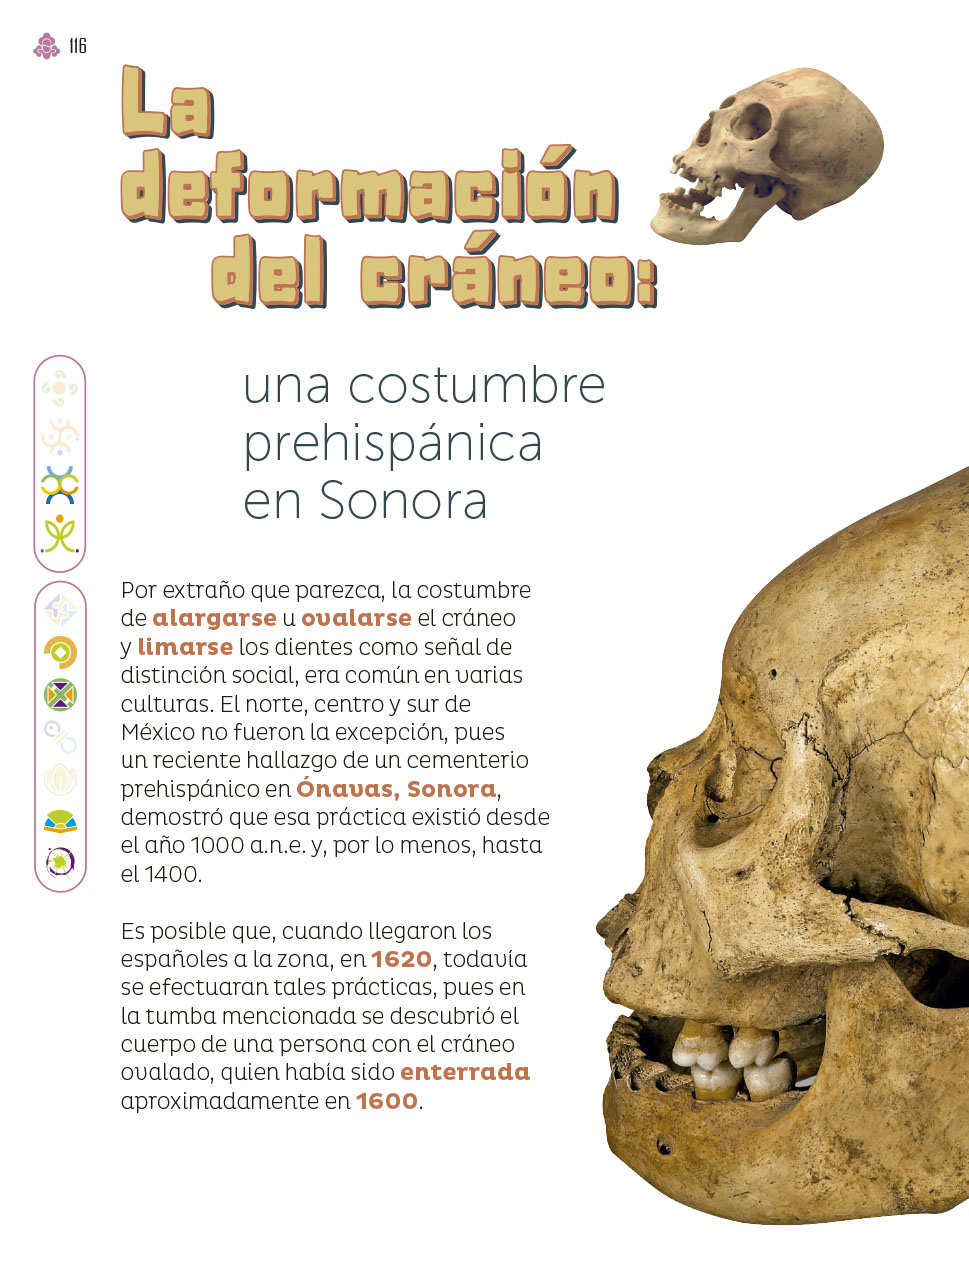 116
La
deformación
del cráneo:
una costumbre
prehispánica
en Sonora
Por extraño que parezca, la costumbre
de alargarse u ovalarse el cráneo
y limarse los dientes como señal de
distinción social, era común en varias
culturas. El norte, centro y sur de
México no fueron la excepción, pues
un reciente hallazgo de un cementerio
prehispánico en Ónavas, Sonora,
demostró que esa práctica existió desde
el año 1000 a.n.e. y, por lo menos, hasta
el 1400.
Es posible que, cuando llegaron los
españoles a la zona, en 1620, todavía
se efectuaran tales prácticas, pues en
la tumba mencionada se descubrió el
cuerpo de una persona con el cráneo
ovalado, quien había sido enterrada
aproximadamente en 1600.